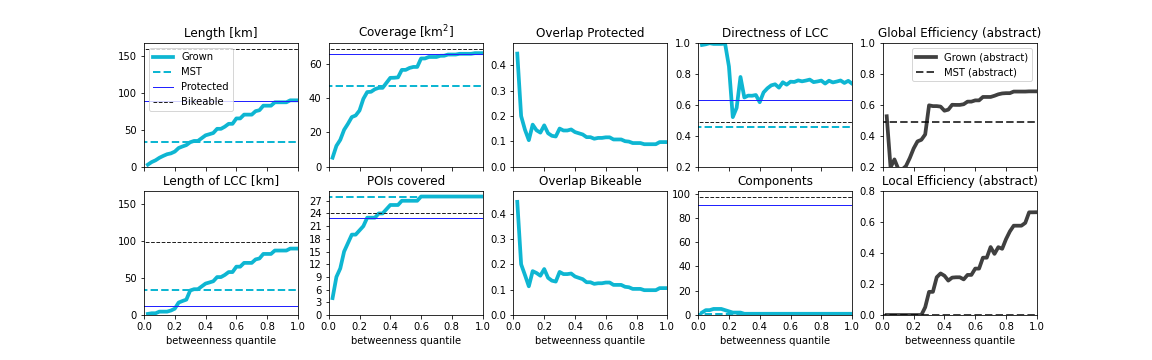 Length [km]
Coverage [km²]
Overlap Protected
Directness of LCC
Global Efficiency (abstract)
150
100
50
0
Grown
MST
Protected
Bikeable
60
40
20
0
0.4
0.3
0.2
0.1
0.0
1.0
0.8
0.6
0.4
0.2
1.0
0.8
0.6
0.4
0.2
Grown (abstract)
MST (abstract)
Length of LCC [km]
POIs covered
Overlap Bikeable
Components
Local Efficiency (abstract)
150
100
50
0
27
24
21
18
15
12
9
6
3
0
0.4
0.3
0.2
0.1
0.0
100
80
60
40
20
0
0.8
0.6
0.4
0.2
0.0
0.0 0.2 0.4 0.6 0.8 1.0
0.0 0.2 0.4 0.6 0.8 1.0
0.0 0.2 0.4 0.6 0.8 1.0
0.0 0.2 0.4 0.6 0.8 1.0
0.0 0.2 0.4 0.6 0.8 1.0
betweenness quantile
betweenness quantile
betweenness quantile
betweenness quantile
betweenness quantile